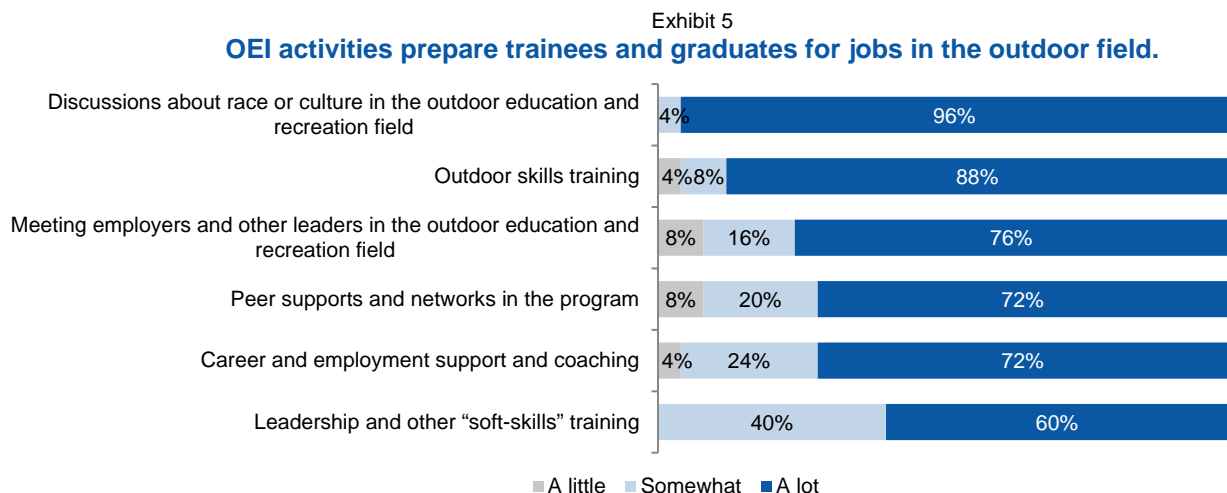 Exhibit 5
OEI activities prepare trainees and graduates for jobs in the outdoor field.
Discussions about race or culture in the outdoor education and
recreation field
4%
96%
Outdoor skills training
4%
8%
88%
Meeting employers and other leaders in the outdoor education and
recreation field
8%
16%
76%
Peer supports and networks in the program
8%
20%
72%
Career and employment support and coaching
4%
24%
72%
Leadership and other “soft-skills” training
40%
60%
A little
Somewhat
A lot